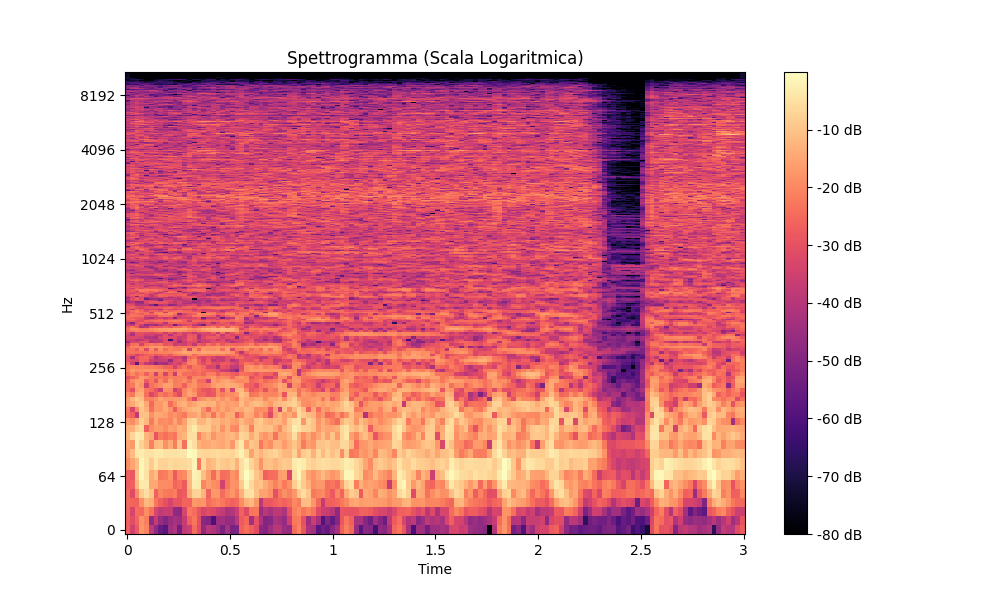 Spettrogramma (Scala Logaritmica)
Hz
8192
4096
2048
1024
512
256
128
64
0
0 0.5 1 1.5 2 2.5 3
Time
-10 dB
-20 dB
-30 dB
-40 dB
-50 dB
-60 dB
-70 dB
-80 dB